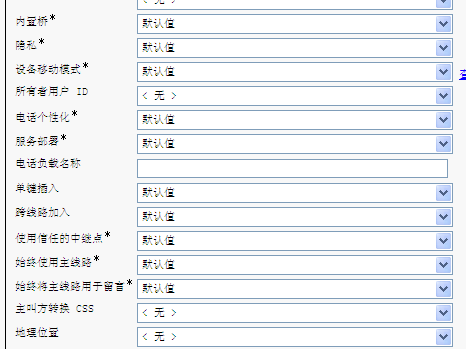 < 无 >
内置桥* 默认值
隐私* 默认值
设备移动模式* 默认值
所有者用户 ID < 无 >
电话个性化* 默认值
服务部署* 默认值
电话负载名称
单键插入 默认值
跨线路加入 默认值
使用信任的中继点* 默认值
始终使用主线路* 默认值
始终将主线路用于留言* 默认值
主叫方转换 CSS < 无 >
地理位置 < 无 >